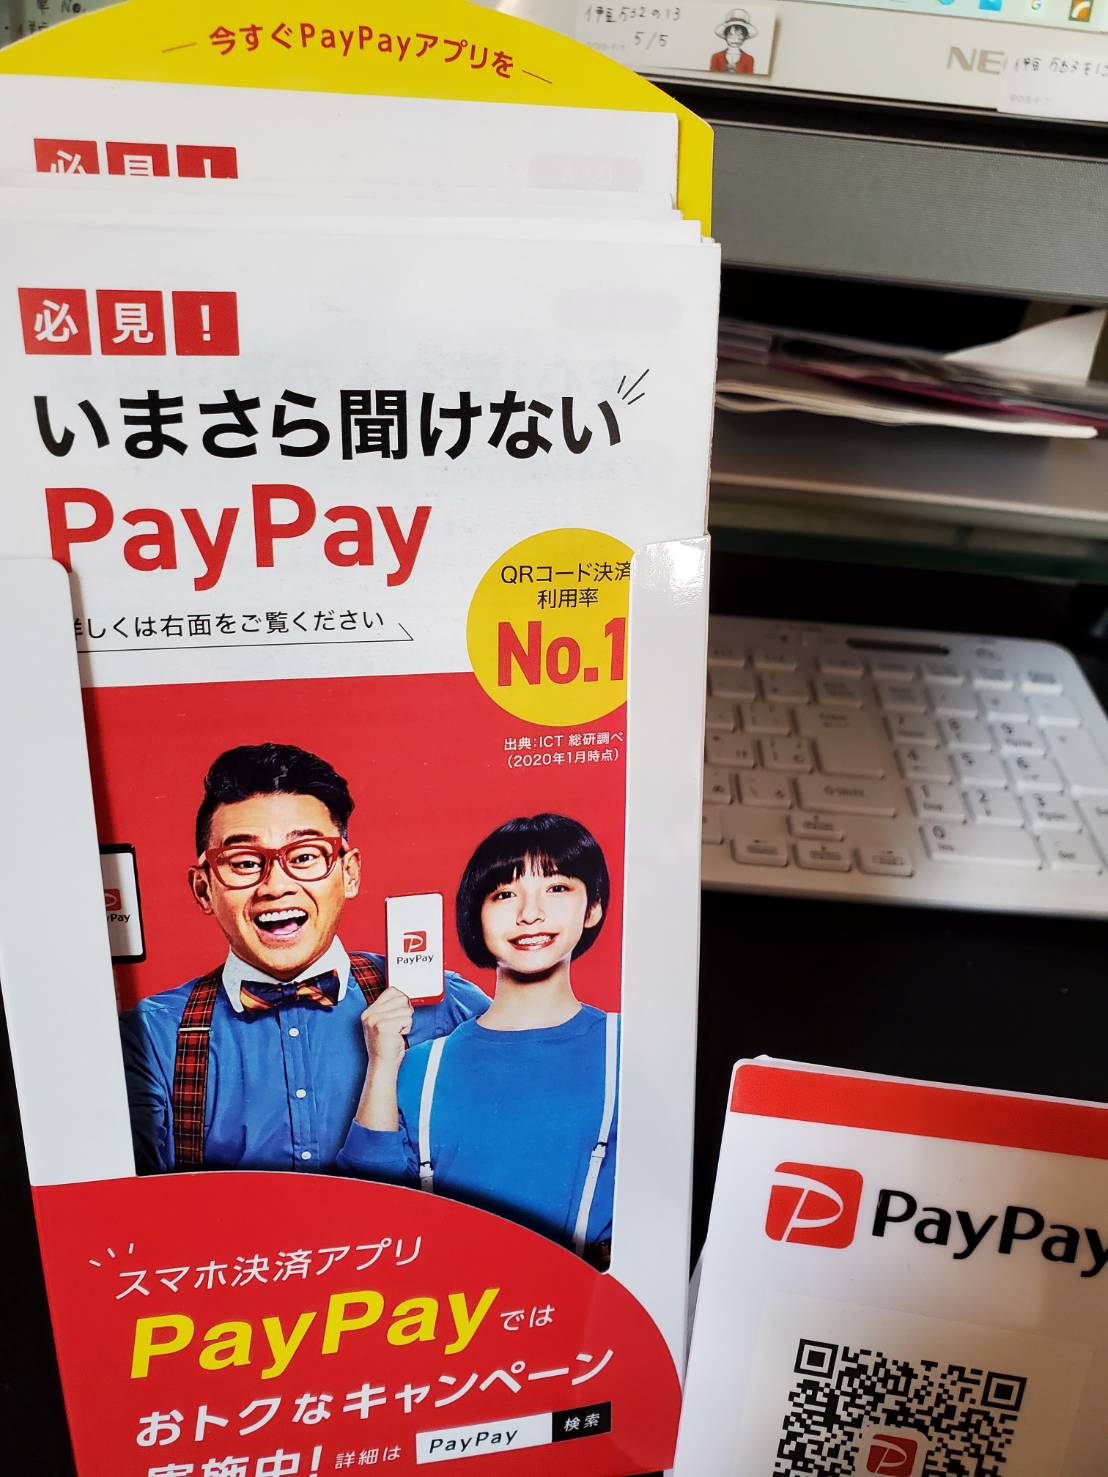 今すぐPayPayアプリを
必見!
必見!
いまさら聞けない
PayPay
しくは右面をご覧ください
QRコード決済
利用率
No.1
出典:ICT 総研調べ
(2020年1月時点)
PayPay
スマホ決済アプリ
PayPayでは
おトクなキャンペーン
実施中! 詳細は PayPay 検索
PayPay
5/5
NE